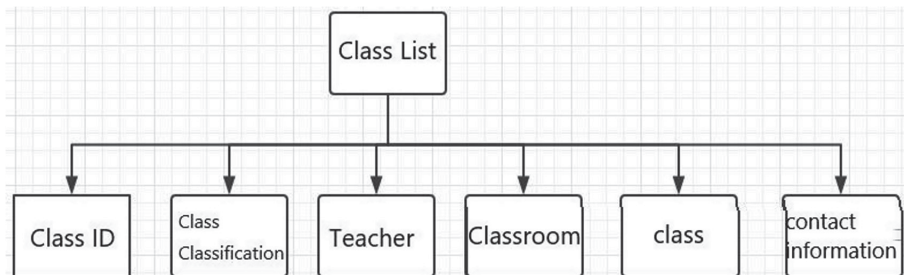 Class List
Class ID
Class
Classification
Teacher
Classroom
class
contact
information